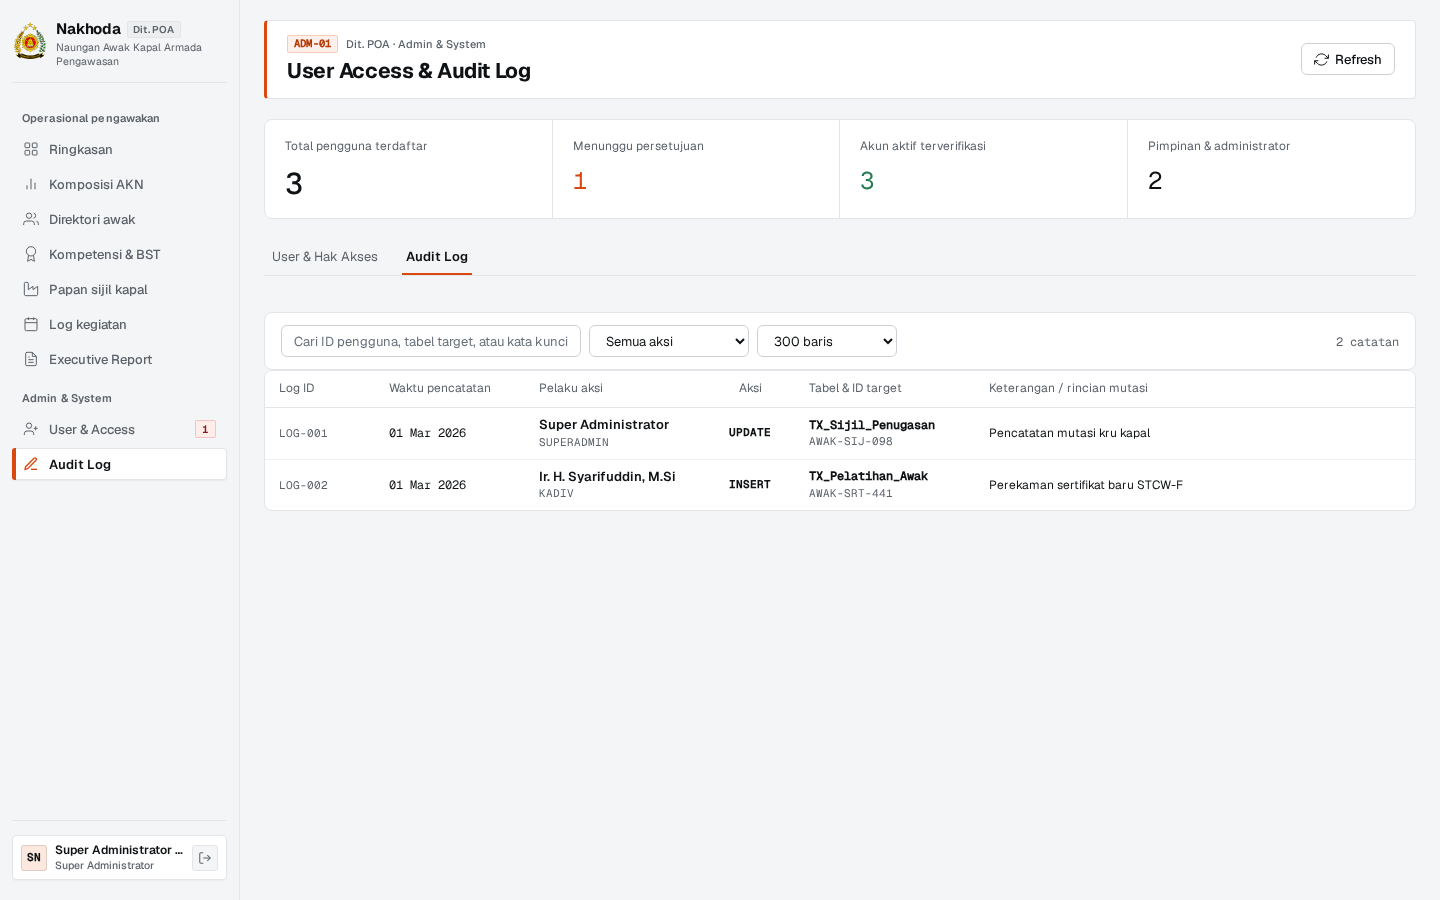 Nakhoda Dit. POA
Naungan Awak Kapal Armada
Pengawasan
Operasional pengawakan
Ringkasan
Komposisi AKN
Direktori awak
Kompetensi & BST
Papan sijil kapal
Log kegiatan
Executive Report
Admin & System
User & Access 1
Audit Log
SN
Super Administrator ...
Super Administrator
ADM-01 Dit. POA · Admin & System
User Access & Audit Log
Refresh
Total pengguna terdaftar
3
Menunggu persetujuan
1
Akun aktif terverifikasi
3
Pimpinan & administrator
2
User & Hak Akses
Audit Log
Cari ID pengguna, tabel target, atau kata kunci
Semua aksi
300 baris
2 catatan
Log ID Waktu pencatatan Pelaku aksi Aksi Tabel & ID target Keterangan / rincian mutasi
LOG-001 01 Mar 2026 Super Administrator UPDATE TX_Sijil_Penugasan Pencatatan mutasi kru kapal
SUPERADMIN AWAK-SIJ-098
LOG-002 01 Mar 2026 Ir. H. Syarifuddin, M.Si INSERT TX_Pelatihan_Awak Perekaman sertifikat baru STCW-F
KADIV AWAK-SRT-441